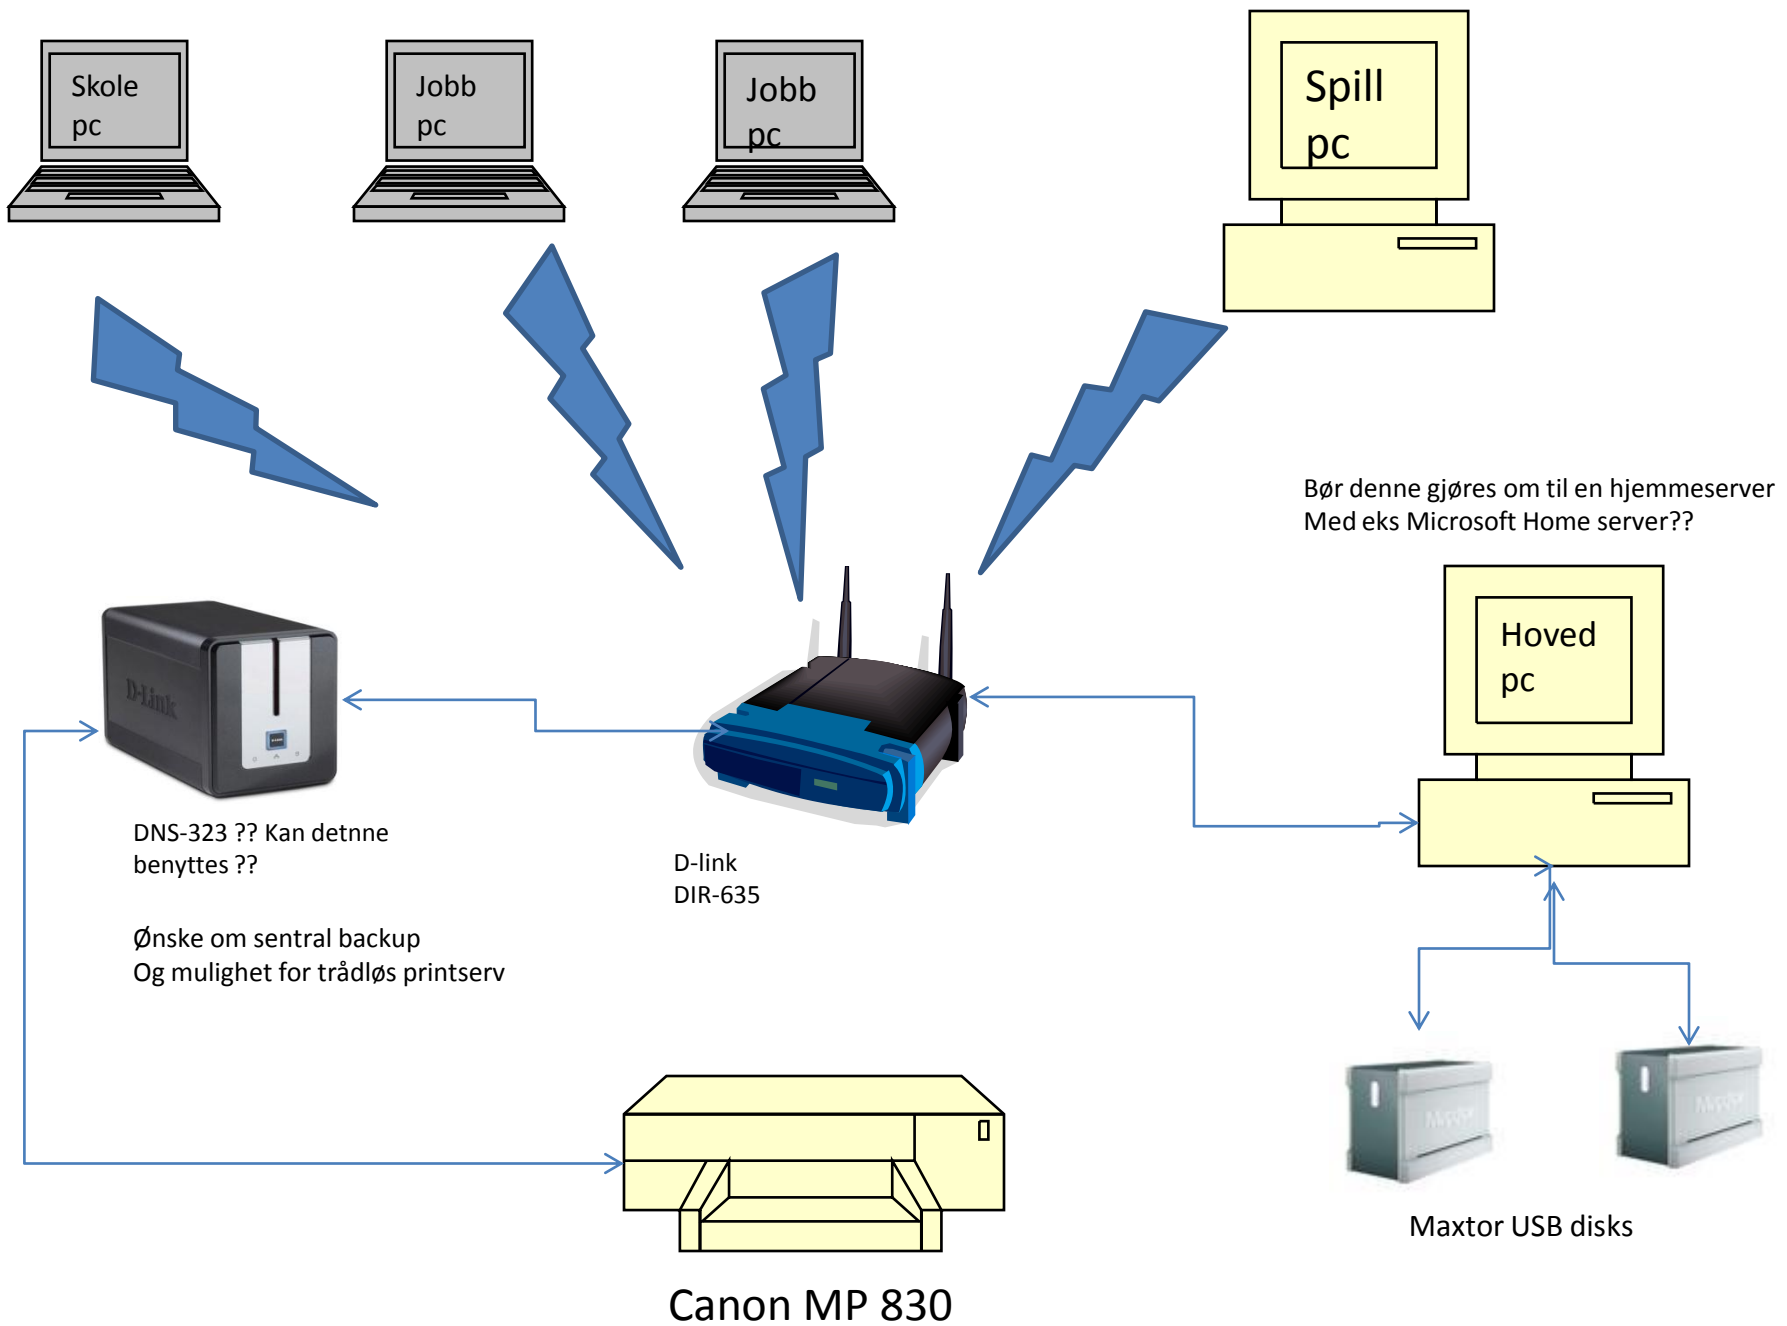 Skole
pc
Jobb
pc
Jobb
pc
Spill
pc
Bør denne gjøres om til en hjemmeserver
Med eks Microsoft Home server??
Hoved
pc
D-Link
DNS-323 ?? Kan detnne
benyttes ??
Ønske om sentral backup
Og mulighet for trådløs printserv
D-link
DIR-635
Maxtor USB disks
Canon MP 830